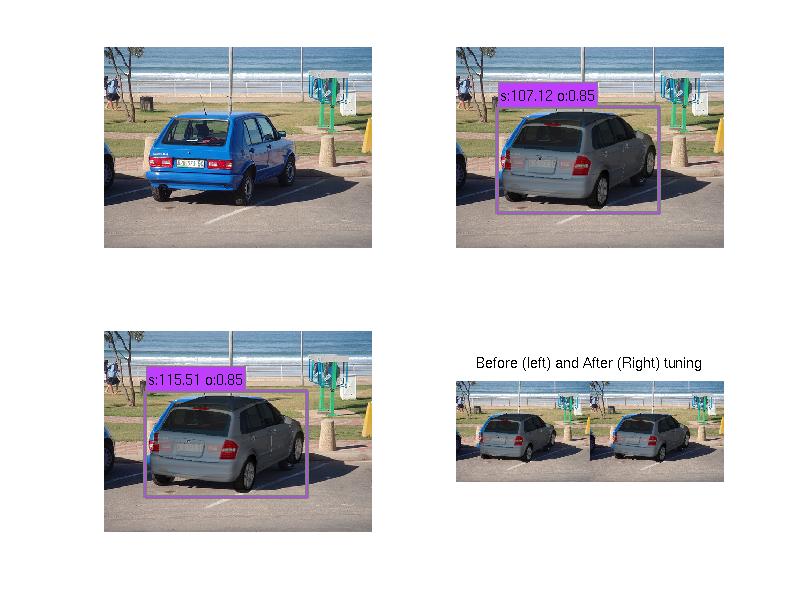 s:107.12 o:0.85
s:115.51 o:0.85
Before (left) and After (Right) tuning